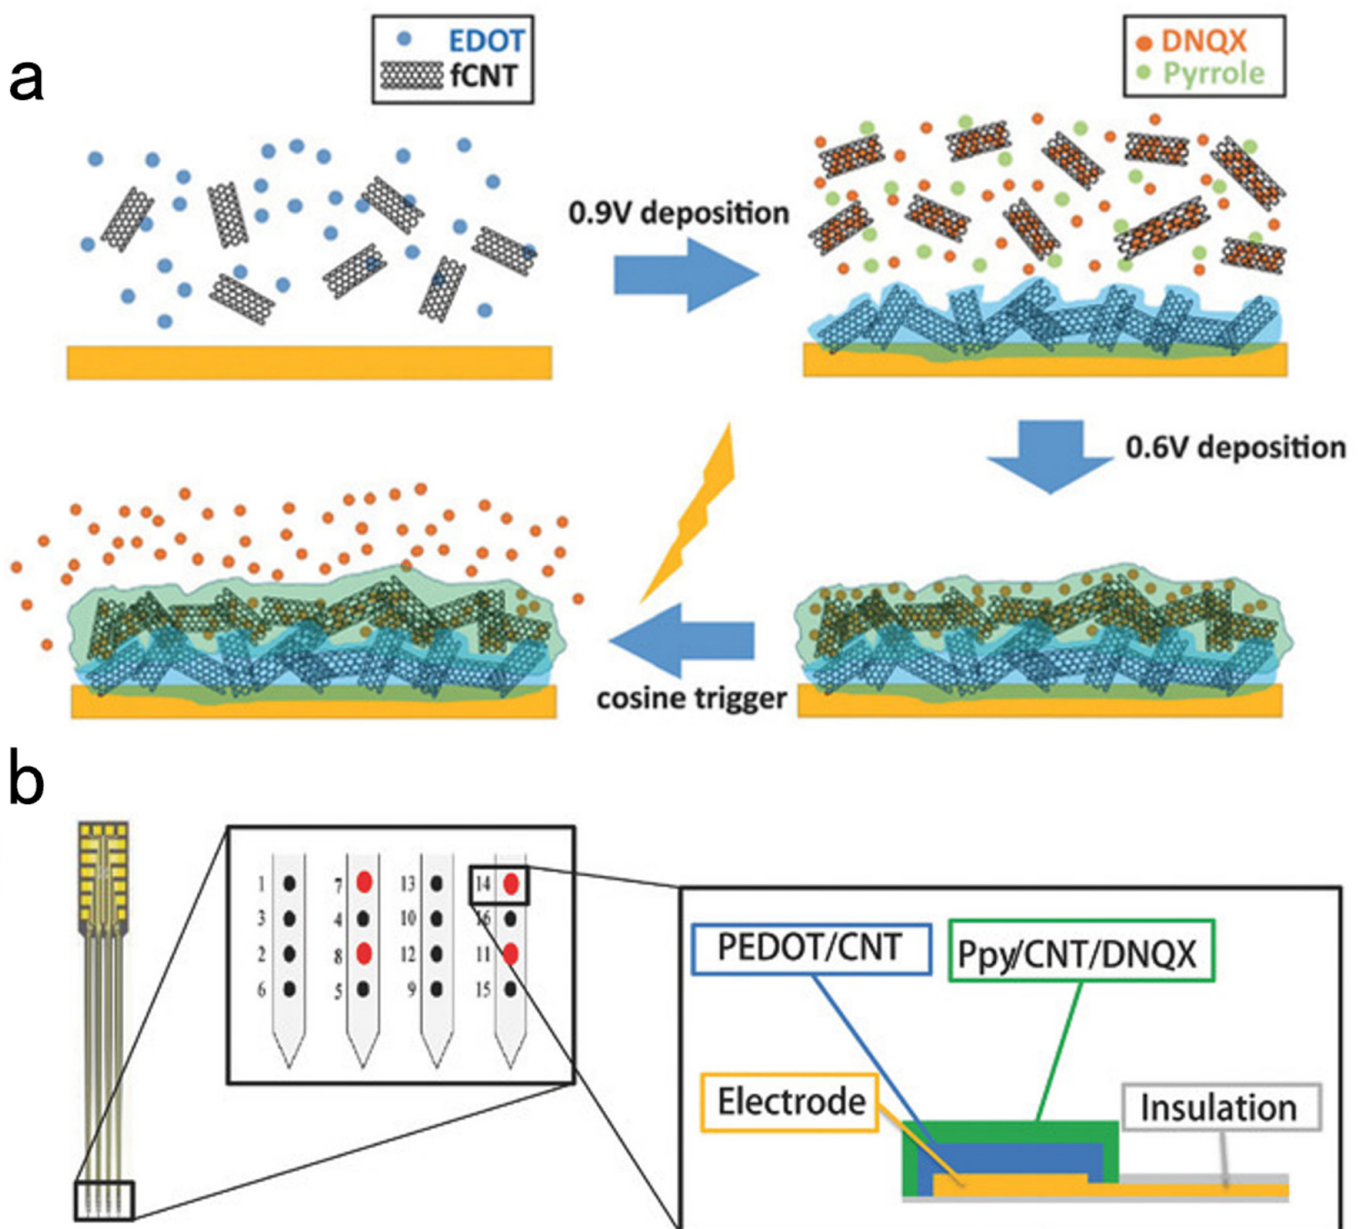 a
EDOT
fCNT
DNQX
Pyrrole
0.9V deposition
0.6V deposition
cosine trigger
b
1 7 13 14
3 4 10 16
2 8 12 11
6 5 9 15
PEDOT/CNT
Ppy/CNT/DNQX
Electrode
Insulation